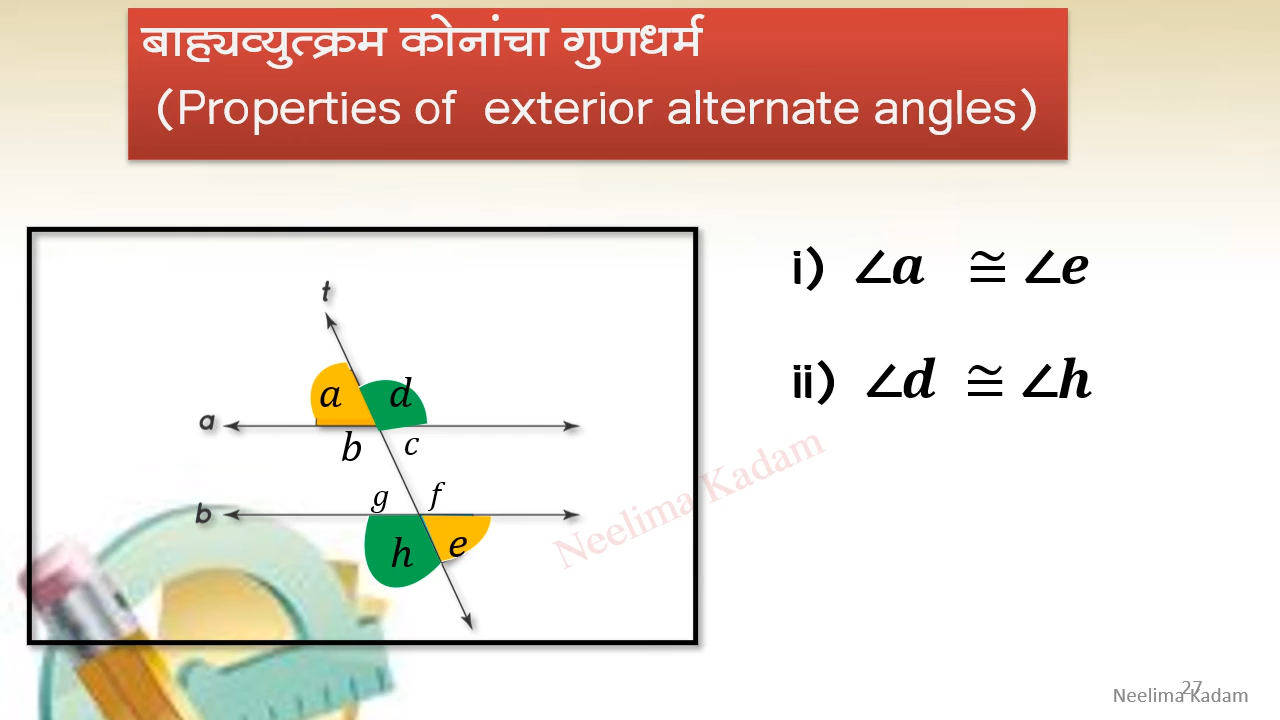 बाह्यव्युत्क्रम कोनांचा गुणधर्म
(Properties of exterior alternate angles)
i) ∠a ≅ ∠e
ii) ∠d ≅ ∠h
t
a d
a
b c
g f
b
h e
Neelima Kadam
27
Neelima Kadam